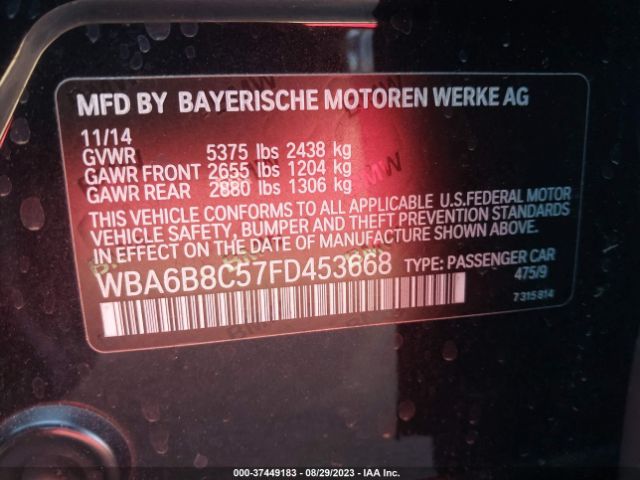 MFD BY BAYERISCHE MOTOREN WERKE AG
11/14
GVWR 5375 lbs 2438 kg
GAWR FRONT 2655 lbs 1204 kg
GAWR REAR 2880 lbs 1306 kg
THIS VEHICLE CONFORMS TO ALL APPLICABLE U.S.FEDERAL MOTOR
VEHICLE SAFETY, BUMPER AND THEFT PREVENTION STANDARDS
IN EFFECT ON THE DATE OF MANUFACTURE SHOWN ABOVE.
WBA6B8C57FD453668 TYPE: PASSENGER CAR
475/9
7 315 814
000-37449183 - 08/29/2023 - IAA Inc.